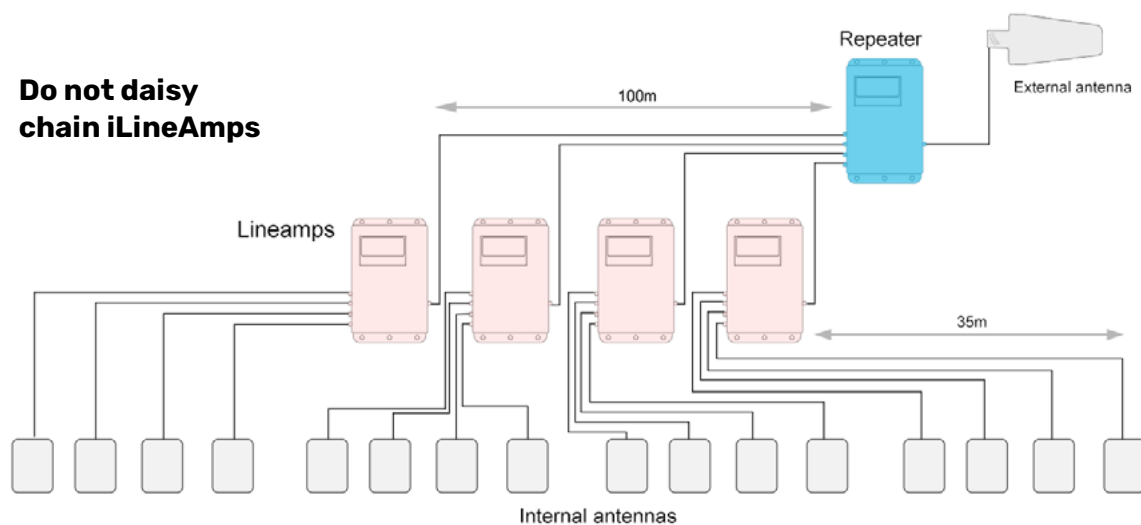 Repeater
External antenna
Do not daisy
chain iLineAmps
100m
Lineamps
35m
Internal antennas